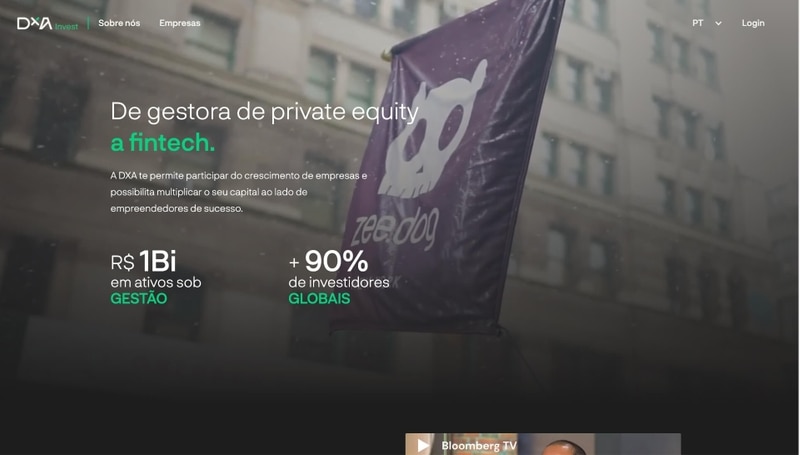 DXA invest
Sobre nós
Empresas
PT
Login
De gestora de private equity
a fintech.
A DXA te permite participar do crescimento de empresas e
possibilita multiplicar o seu capital ao lado de
empreendedores de sucesso.
R$ 1Bi
em ativos sob
GESTÃO
+ 90%
de investidores
GLOBAIS
zee.dog
Bloomberg TV